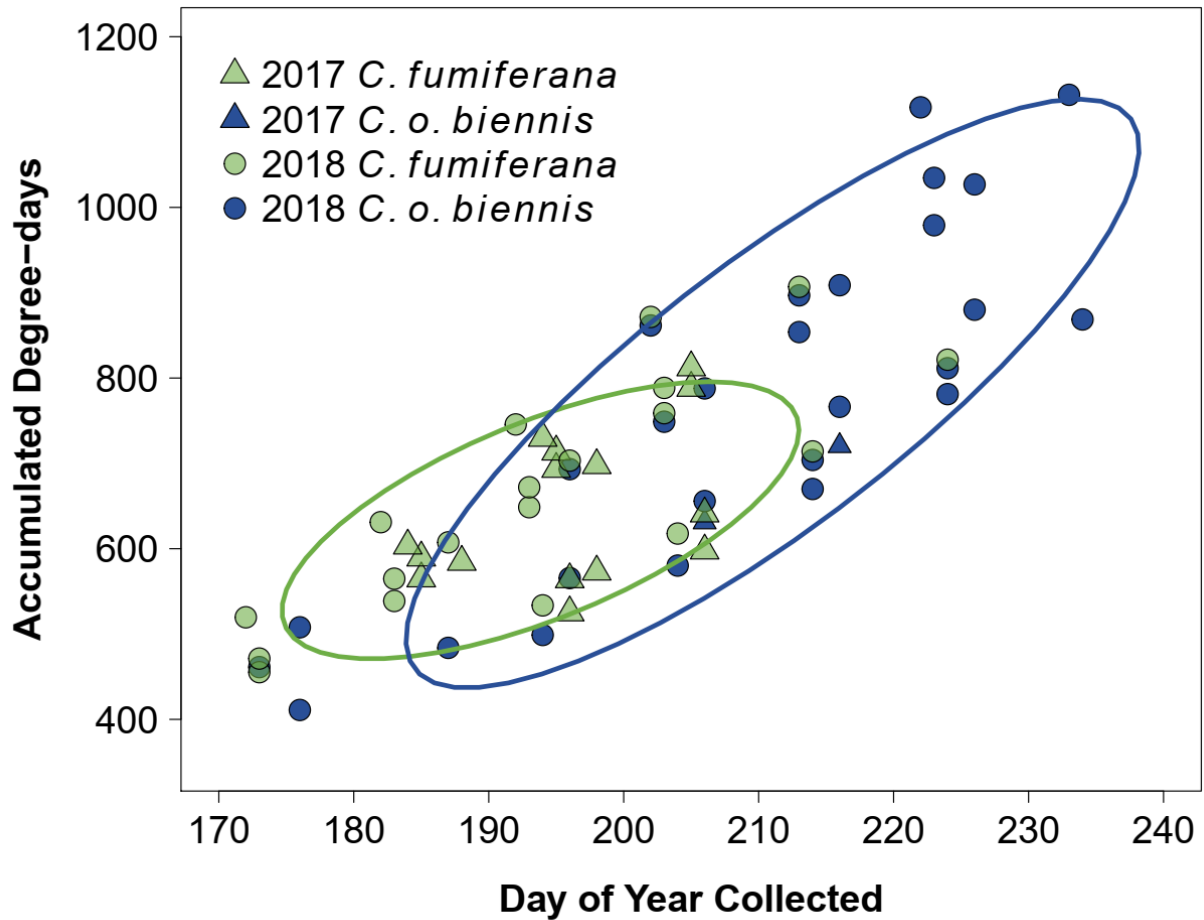 1200
1000
800
600
400
Accumulated Degree−days
2017 C. fumiferana
2017 C. o. biennis
2018 C. fumiferana
2018 C. o. biennis
170 180 190 200 210 220 230 240
Day of Year Collected